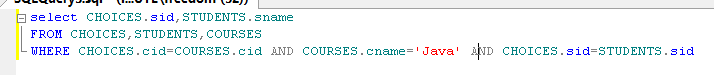 select CHOICES.sid,STUDENTS.sname
FROM CHOICES,STUDENTS,COURSES
WHERE CHOICES.cid=COURSES.cid AND COURSES.cname='Java' AND CHOICES.sid=STUDENTS.sid